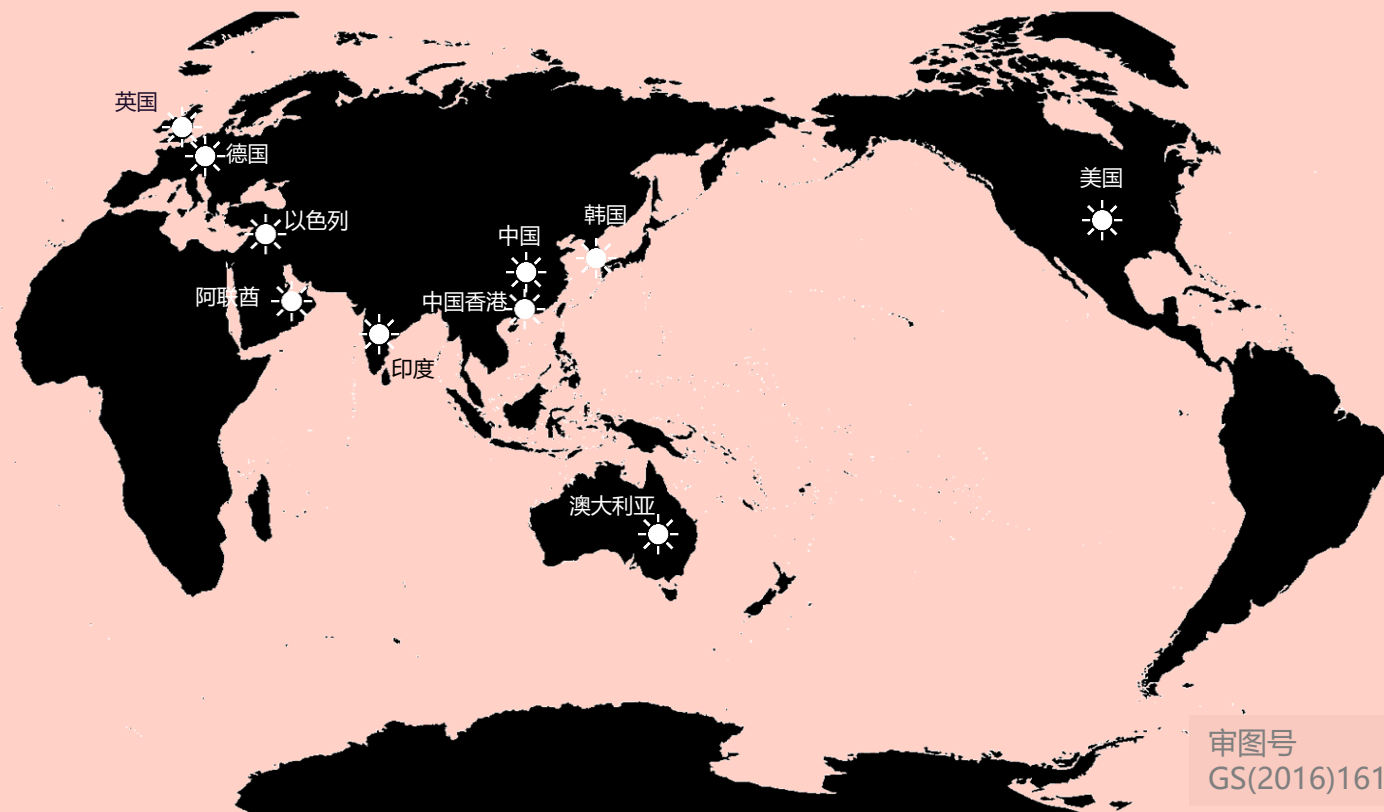 英国
德国
美国
以色列
韩国
中国
阿联酋
中国香港
印度
澳大利亚
审图号
GS(2016)161